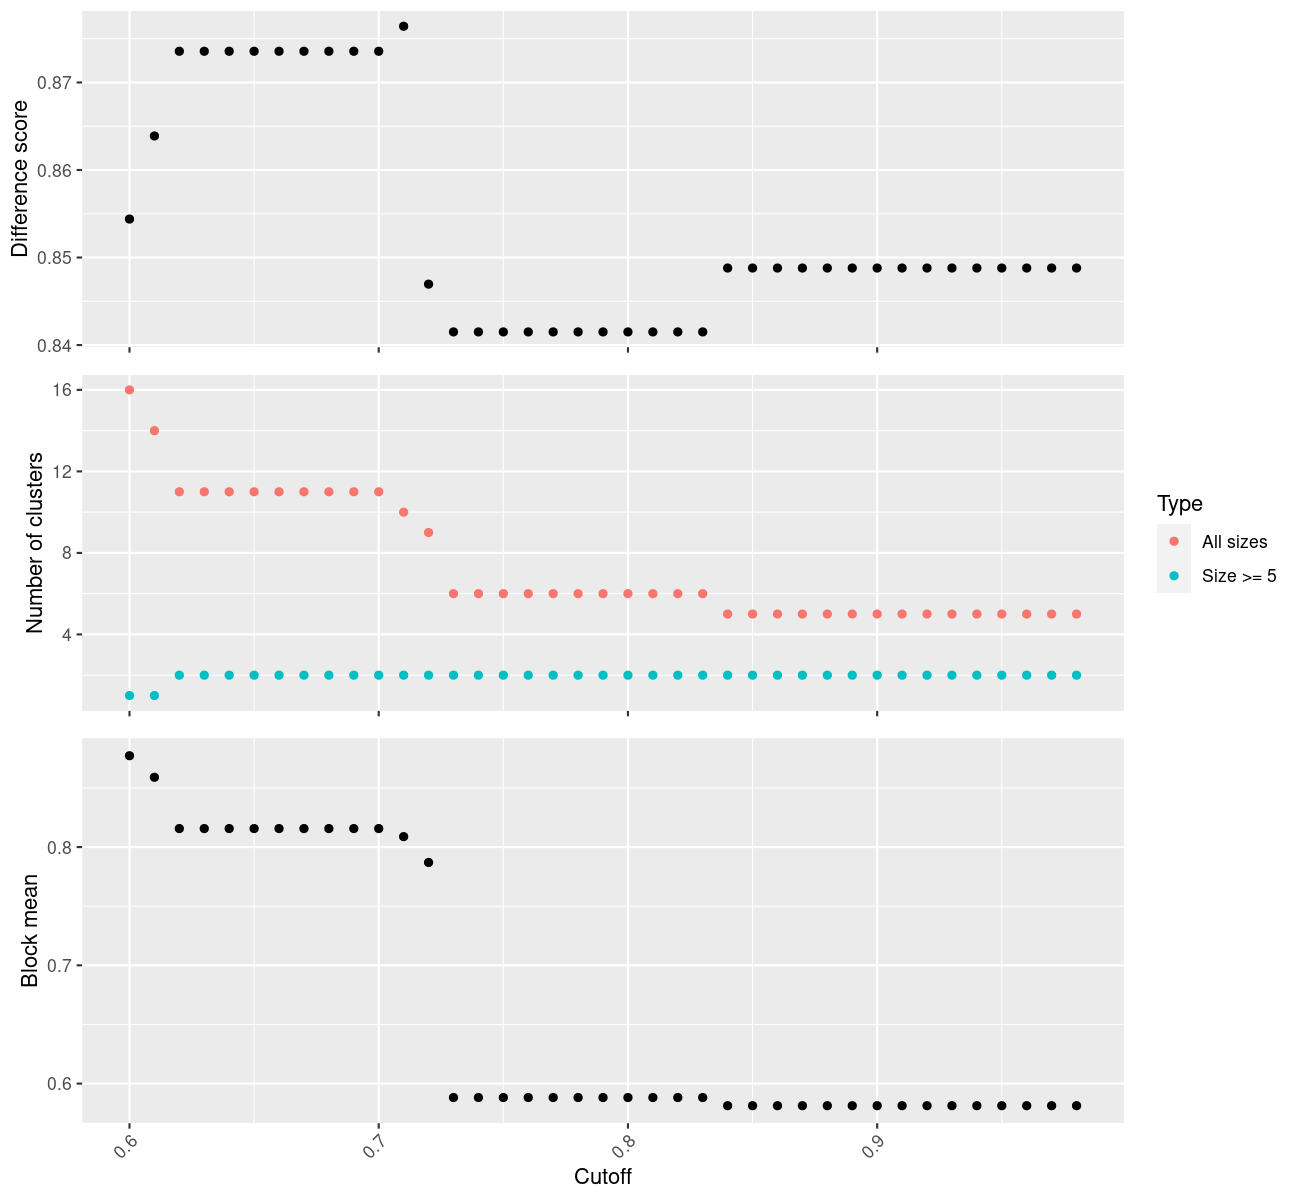 Difference score
0.87
0.86
0.85
0.84
Number of clusters
16
12
8
4
Type
All sizes
Size >= 5
Block mean
0.8
0.7
0.6
0.6
0.7
0.8
0.9
Cutoff